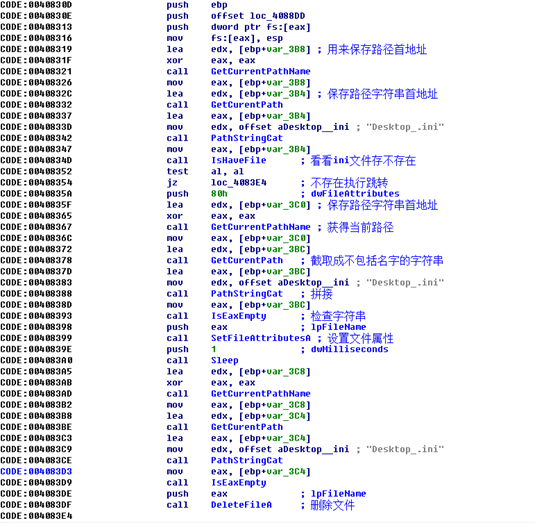 CODE:0040830D push ebp
CODE:0040830E push offset loc_4088DD
CODE:00408313 push dword ptr fs:[eax]
CODE:00408316 mov fs:[eax], esp
CODE:00408319 lea edx, [ebp+var_3B8] ; 用来保存路径首地址
CODE:0040831F xor eax, eax
CODE:00408321 call GetCurrentPathName
CODE:00408326 mov eax, [ebp+var_3B8]
CODE:0040832C lea edx, [ebp+var_3B4] ; 保存路径字符串首地址
CODE:00408332 call GetCurentPath
CODE:00408337 lea eax, [ebp+var_3B4]
CODE:0040833D mov edx, offset aDesktop__ini ; "Desktop_.ini"
CODE:00408342 call PathStringCat
CODE:00408347 mov eax, [ebp+var_3B4]
CODE:0040834D call IsHaveFile ; 看看ini文件存不存在
CODE:00408352 test al, al
CODE:00408354 jz loc_4083E4 ; 不存在执行跳转
CODE:0040835A push 80h ; dwFileAttributes
CODE:0040835F lea edx, [ebp+var_3C0] ; 保存路径字符串首地址
CODE:00408365 xor eax, eax
CODE:00408367 call GetCurrentPathName ; 获得当前路径
CODE:0040836C mov eax, [ebp+var_3C0]
CODE:00408372 lea edx, [ebp+var_3BC]
CODE:00408378 call GetCurentPath ; 截取成不包括名字的字符串
CODE:0040837D lea eax, [ebp+var_3BC]
CODE:00408383 mov edx, offset aDesktop__ini ; "Desktop_.ini"
CODE:00408388 call PathStringCat ; 拼接
CODE:0040838D mov eax, [ebp+var_3BC]
CODE:00408393 call IsEaxEmpty ; 检查字符串
CODE:00408398 push eax ; lpFileName
CODE:00408399 call SetFileAttributesA ; 设置文件属性
CODE:0040839E push 1 ; dwMilliseconds
CODE:004083A0 call Sleep
CODE:004083A5 lea edx, [ebp+var_3C8]
CODE:004083AB xor eax, eax
CODE:004083AD call GetCurrentPathName
CODE:004083B2 mov eax, [ebp+var_3C8]
CODE:004083B8 lea edx, [ebp+var_3C4]
CODE:004083BE call GetCurentPath
CODE:004083C3 lea eax, [ebp+var_3C4]
CODE:004083C9 mov edx, offset aDesktop__ini ; "Desktop_.ini"
CODE:004083CE call PathStringCat
CODE:004083D3 mov eax, [ebp+var_3C4]
CODE:004083D9 call IsEaxEmpty
CODE:004083DE push eax ; lpFileName
CODE:004083DF call DeleteFileA ; 删除文件
CODE:004083E4